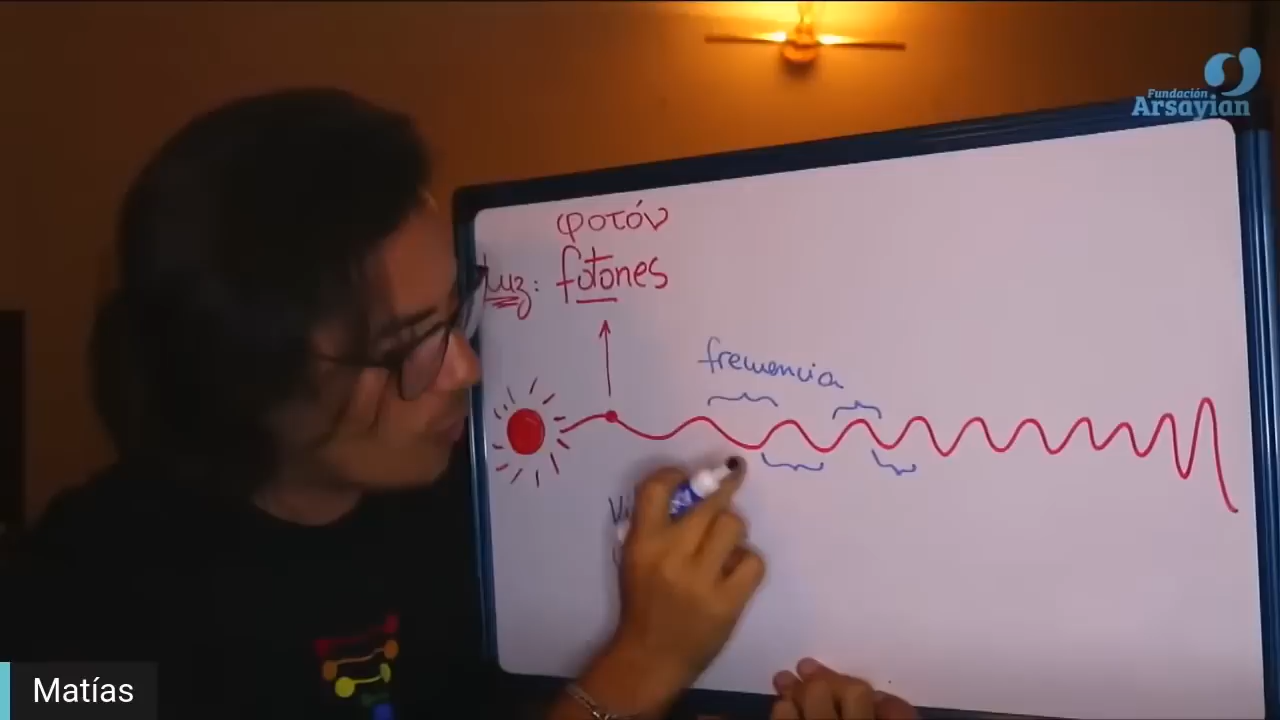 Fundación
Arsayian
φοτόν
Luz: fotones
frecuencia
Matías